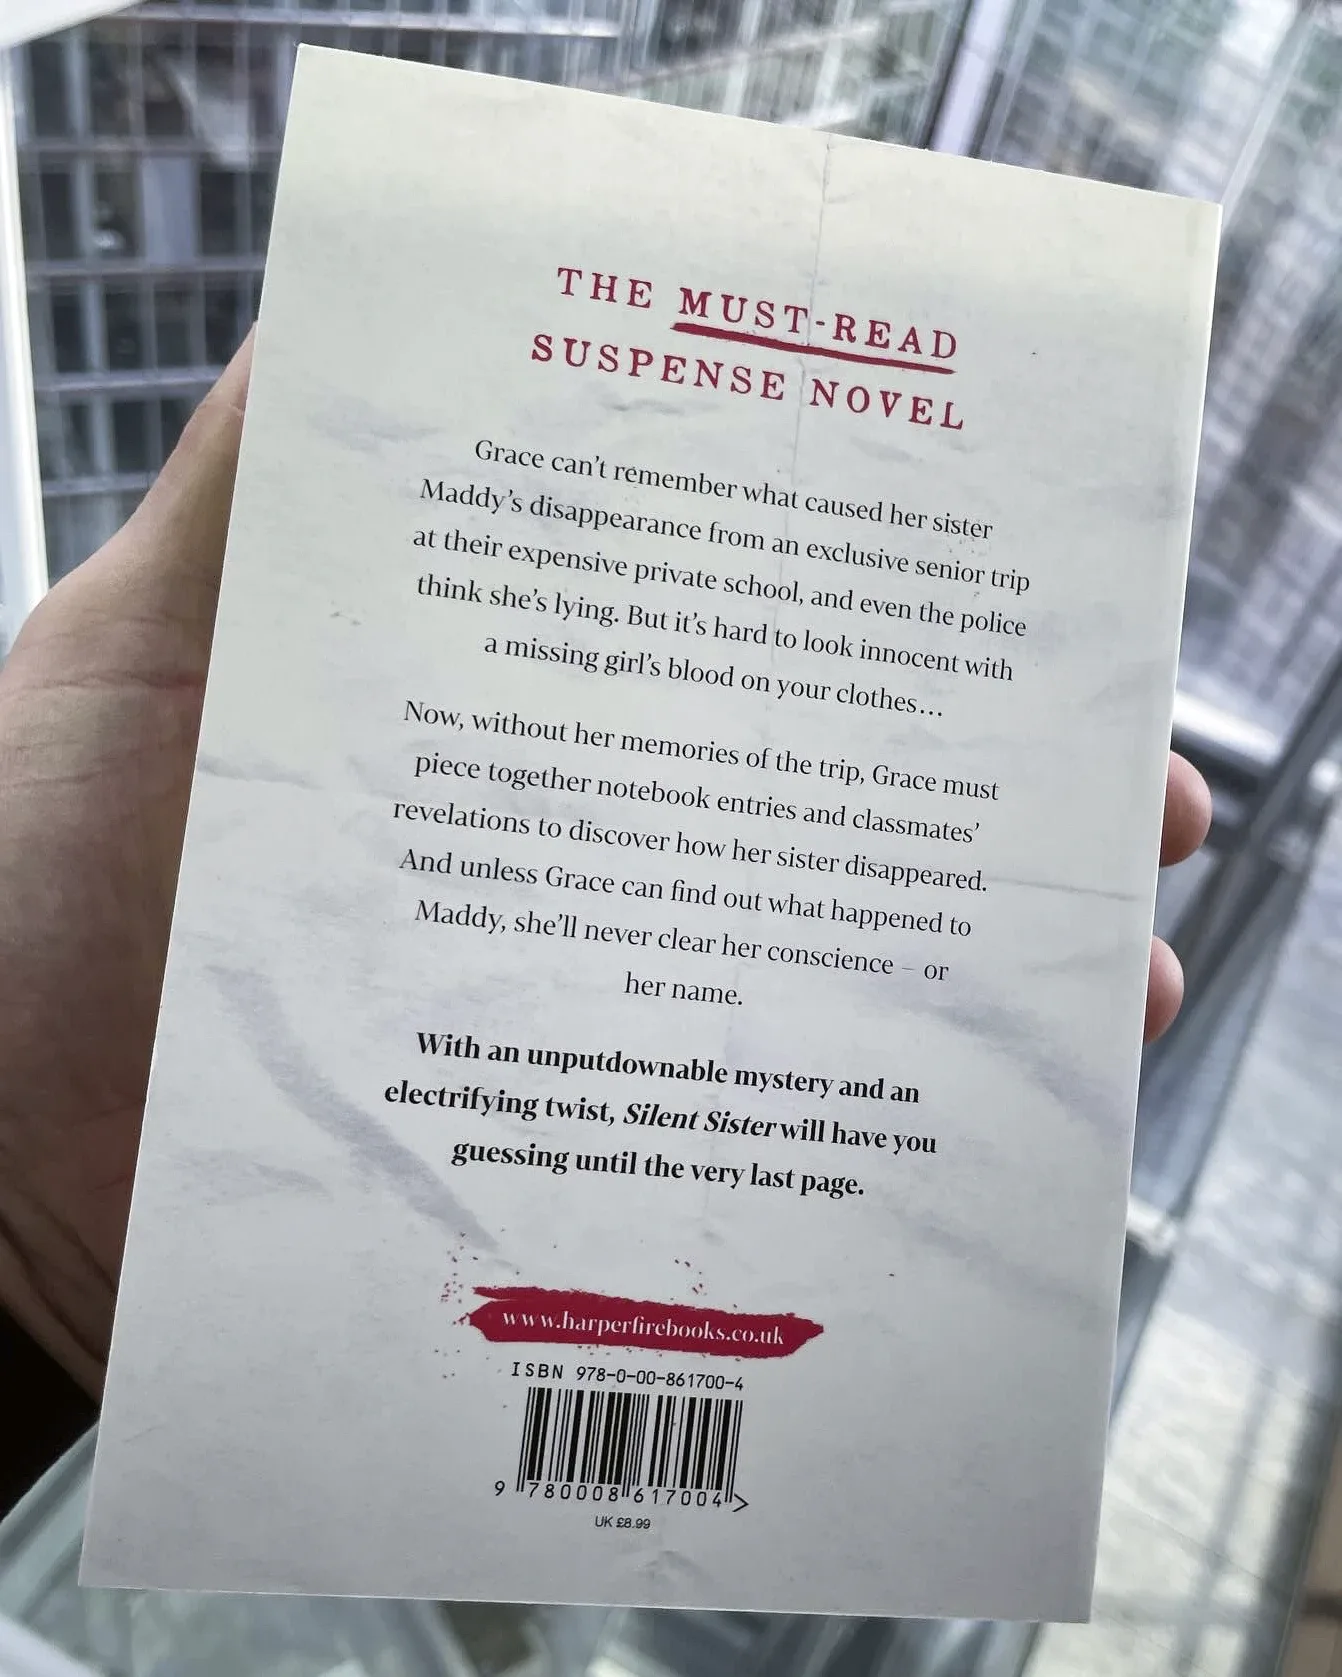 THE MUST-READ
SUSPENSE NOVEL
Grace can't remember what caused her sister
Maddy's disappearance from an exclusive senior trip
at their expensive private school, and even the police
think she's lying. But it's hard to look innocent with
a missing girl's blood on your clothes…
Now, without her memories of the trip, Grace must
piece together notebook entries and classmates'
revelations to discover how her sister disappeared.
And unless Grace can find out what happened to
Maddy, she'll never clear her conscience – or
her name.
With an unputdownable mystery and an
electrifying twist, Silent Sister will have you
guessing until the very last page.
www.harperfirebooks.co.uk
ISBN 978-0-00-861700-4
9 780008 617004 >
UK £8.99